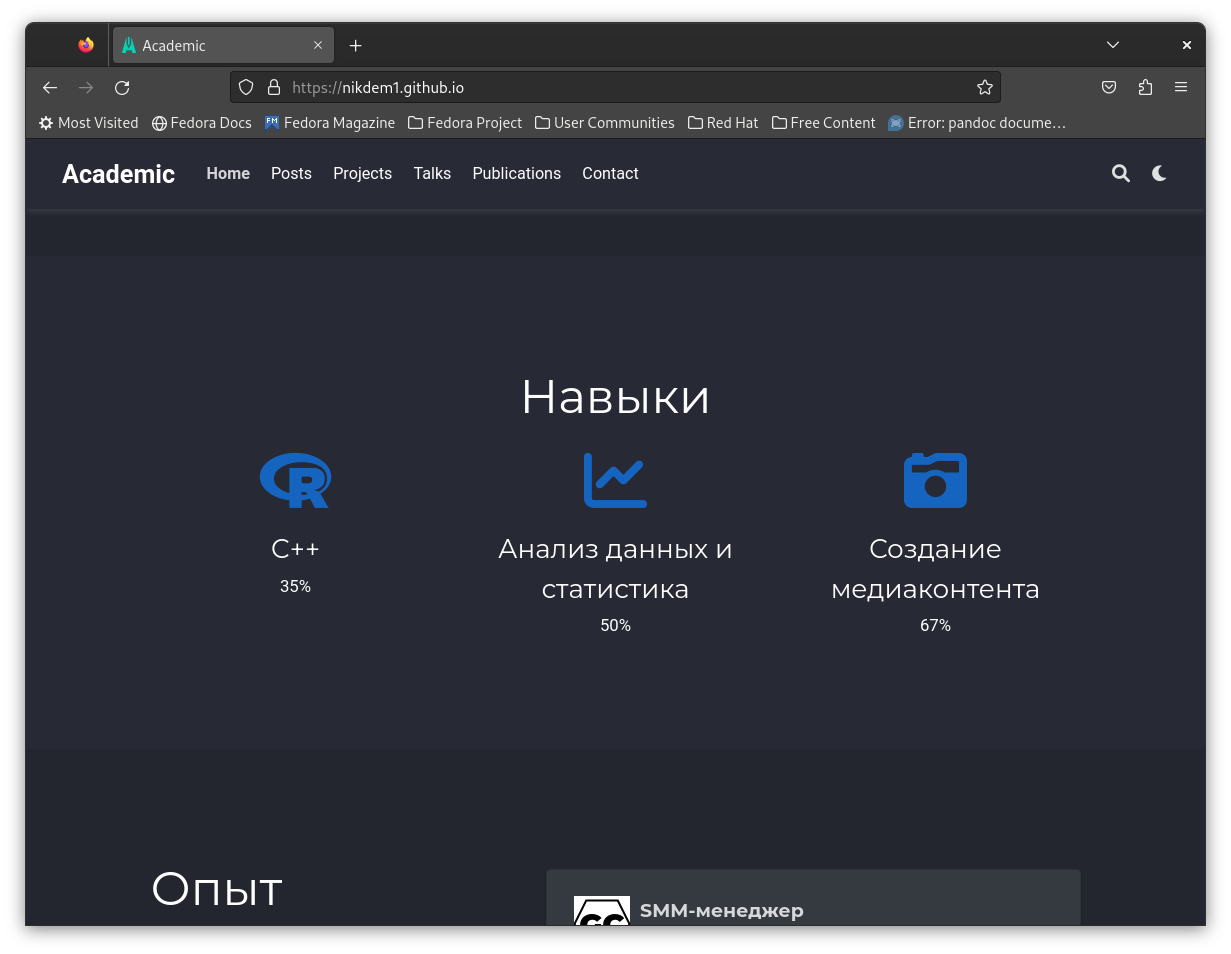 Academic
https://nikdem1.github.io
Most Visited Fedora Docs Fedora Magazine Fedora Project User Communities Red Hat Free Content Error: pandoc docume…
Academic Home Posts Projects Talks Publications Contact
Навыки
C++
35%
Анализ данных и
статистика
50%
Создание
медиаконтента
67%
Опыт
SMM-менеджер